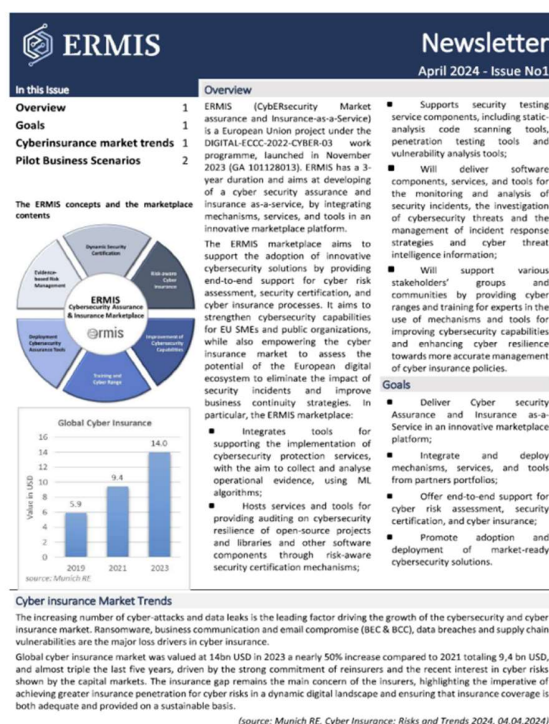 ERMIS
Newsletter
April 2024 - Issue No1
In this Issue
Overview 1
Goals 1
Cyberinsurance market trends 1
Pilot Business Scenarios 2
The ERMIS concepts and the marketplace
contents
Dynamic Security
Certification
Evidence-
based Risk
Management
Risk-aware
Cyber
Insurance
ERMIS
Cybersecurity Assurance
& Insurance Marketplace
ermis
Deployment
Cybersecurity
Assurance Tools
Improvement of
Cybersecurity
Capabilities
Training and
Cyber Range
Global Cyber Insurance
Value in USD
16
14
12
10
8
6
4
2
0
5.9
9.4
14.0
2019 2021 2023
source: Munich RE
Overview
ERMIS (CybERsecurity Market
assurance and Insurance-as-a-Service)
is a European Union project under the
DIGITAL-ECCC-2022-CYBER-03 work
programme, launched in November
2023 (GA 101128013). ERMIS has a 3-
year duration and aims at developing
of a cyber security assurance and
insurance as-a-service, by integrating
mechanisms, services, and tools in an
innovative marketplace platform.
The ERMIS marketplace aims to
support the adoption of innovative
cybersecurity solutions by providing
end-to-end support for cyber risk
assessment, security certification, and
cyber insurance processes. It aims to
strengthen cybersecurity capabilities
for EU SMEs and public organizations,
while also empowering the cyber
insurance market to assess the
potential of the European digital
ecosystem to eliminate the impact of
security incidents and improve
business continuity strategies. In
particular, the ERMIS marketplace:
■ Integrates tools for
supporting the implementation of
cybersecurity protection services,
with the aim to collect and analyse
operational evidence, using ML
algorithms;
■ Hosts services and tools for
providing auditing on cybersecurity
resilience of open-source projects
and libraries and other software
components through risk-aware
security certification mechanisms;
■ Supports security testing
service components, including static-
analysis code scanning tools,
penetration testing tools and
vulnerability analysis tools;
■ Will deliver software
components, services, and tools for
the monitoring and analysis of
security incidents, the investigation
of cybersecurity threats and the
management of incident response
strategies and cyber threat
intelligence information;
■ Will support various
stakeholders' groups and
communities by providing cyber
ranges and training for experts in the
use of mechanisms and tools for
improving cybersecurity capabilities
and enhancing cyber resilience
towards more accurate management
of cyber insurance policies.
Goals
■ Deliver Cyber security
Assurance and Insurance as-a-
Service in an innovative marketplace
platform;
■ Integrate and deploy
mechanisms, services, and tools
from partners portfolios;
■ Offer end-to-end support for
cyber risk assessment, security
certification, and cyber insurance;
■ Promote adoption and
deployment of market-ready
cybersecurity solutions.
Cyber insurance Market Trends
The increasing number of cyber-attacks and data leaks is the leading factor driving the growth of the cybersecurity and cyber
insurance market. Ransomware, business communication and email compromise (BEC & BCC), data breaches and supply chain
vulnerabilities are the major loss drivers in cyber insurance.
Global cyber insurance market was valued at 14bn USD in 2023 a nearly 50% increase compared to 2021 totaling 9,4 bn USD,
and almost triple the last five years, driven by the strong commitment of reinsurers and the recent interest in cyber risks
shown by the capital markets. The insurance gap remains the main concern of the insurers, highlighting the imperative of
achieving greater insurance penetration for cyber risks in a dynamic digital landscape and ensuring that insurance coverage is
both adequate and provided on a sustainable basis.
(source: Munich RE, Cyber Insurance: Risks and Trends 2024, 04.04.2024)